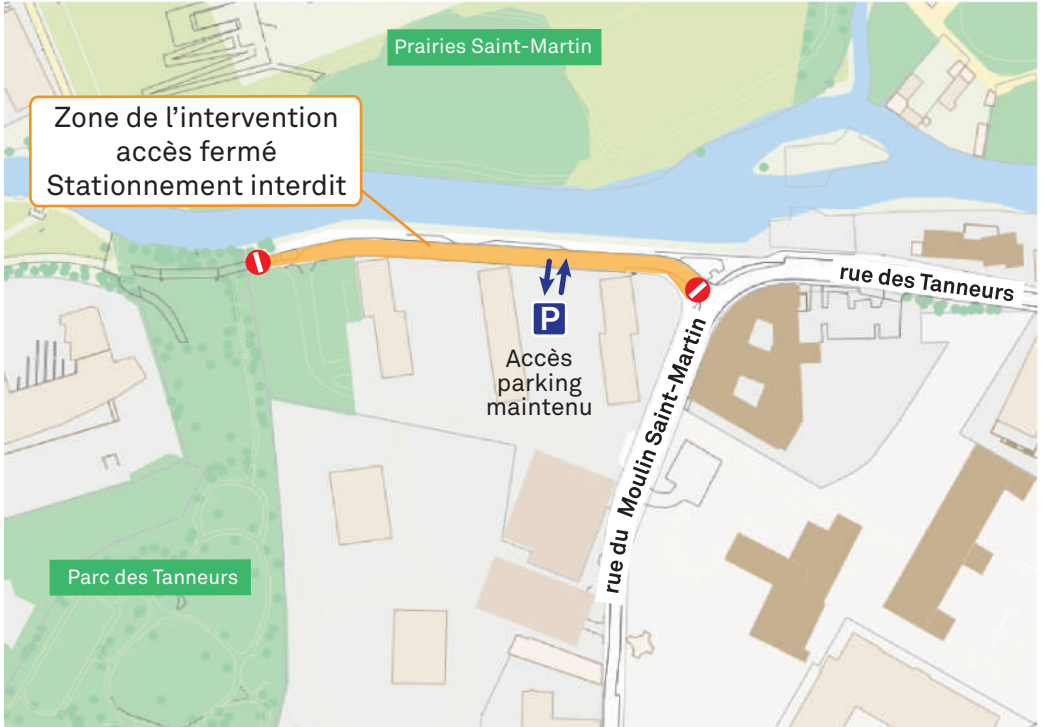 Prairies Saint-Martin
Zone de l’intervention
accès fermé
Stationnement interdit
rue des Tanneurs
P
Accès
parking
maintenu
rue du Moulin Saint-Martin
Parc des Tanneurs